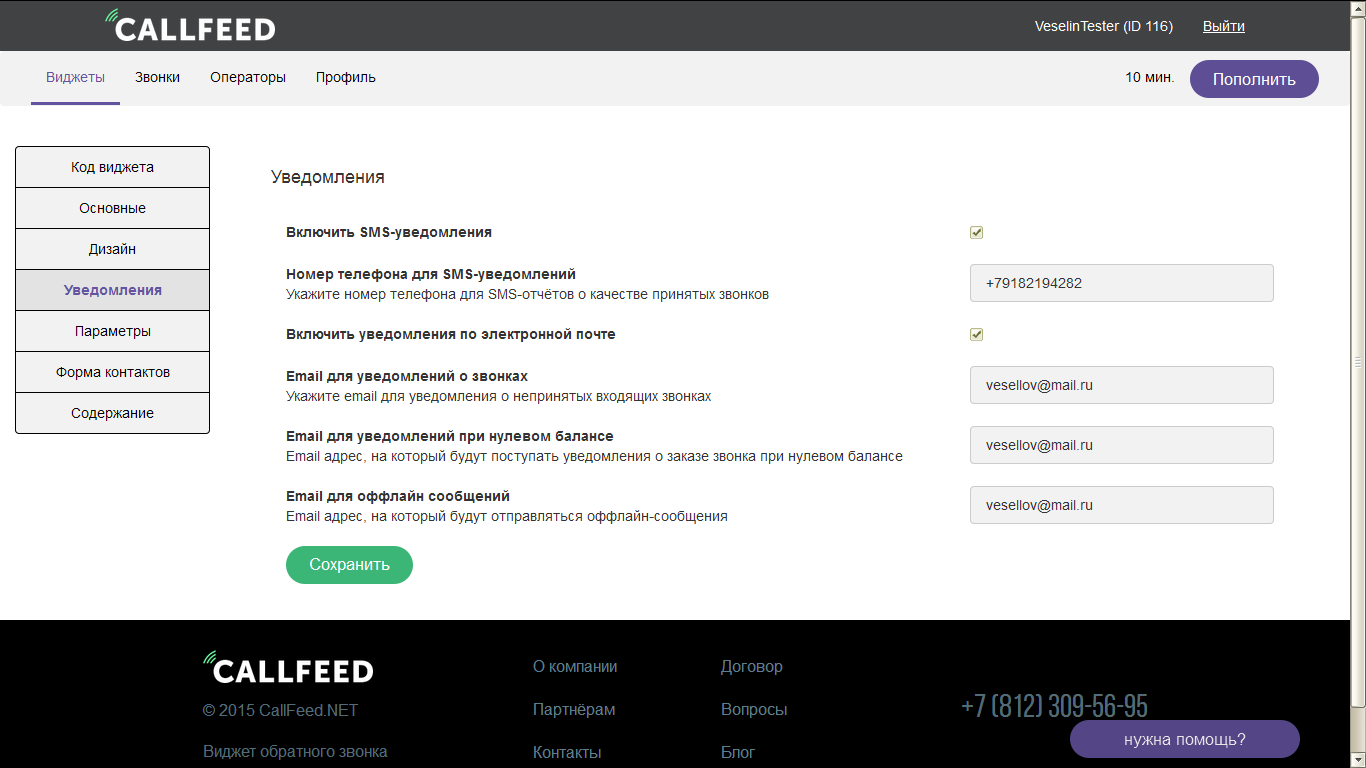 CALLFEED
VeselinTester (ID 116) Выйти
Виджеты Звонки Операторы Профиль
10 мин. Пополнить
Код виджета
Основные
Дизайн
Уведомления
Параметры
Форма контактов
Содержание
Уведомления
Включить SMS-уведомления
Номер телефона для SMS-уведомлений
Укажите номер телефона для SMS-отчётов о качестве принятых звонков
+79182194282
Включить уведомления по электронной почте
Email для уведомлений о звонках
Укажите email для уведомления о непринятых входящих звонках
vesellov@mail.ru
Email для уведомлений при нулевом балансе
Email адрес, на который будут поступать уведомления о заказе звонка при нулевом балансе
vesellov@mail.ru
Email для оффлайн сообщений
Email адрес, на который будут отправляться оффлайн-сообщения
vesellov@mail.ru
Сохранить
CALLFEED
© 2015 CallFeed.NET
Виджет обратного звонка
О компании
Партнёрам
Контакты
Договор
Вопросы
Блог
+7 (812) 309-56-95
нужна помощь?